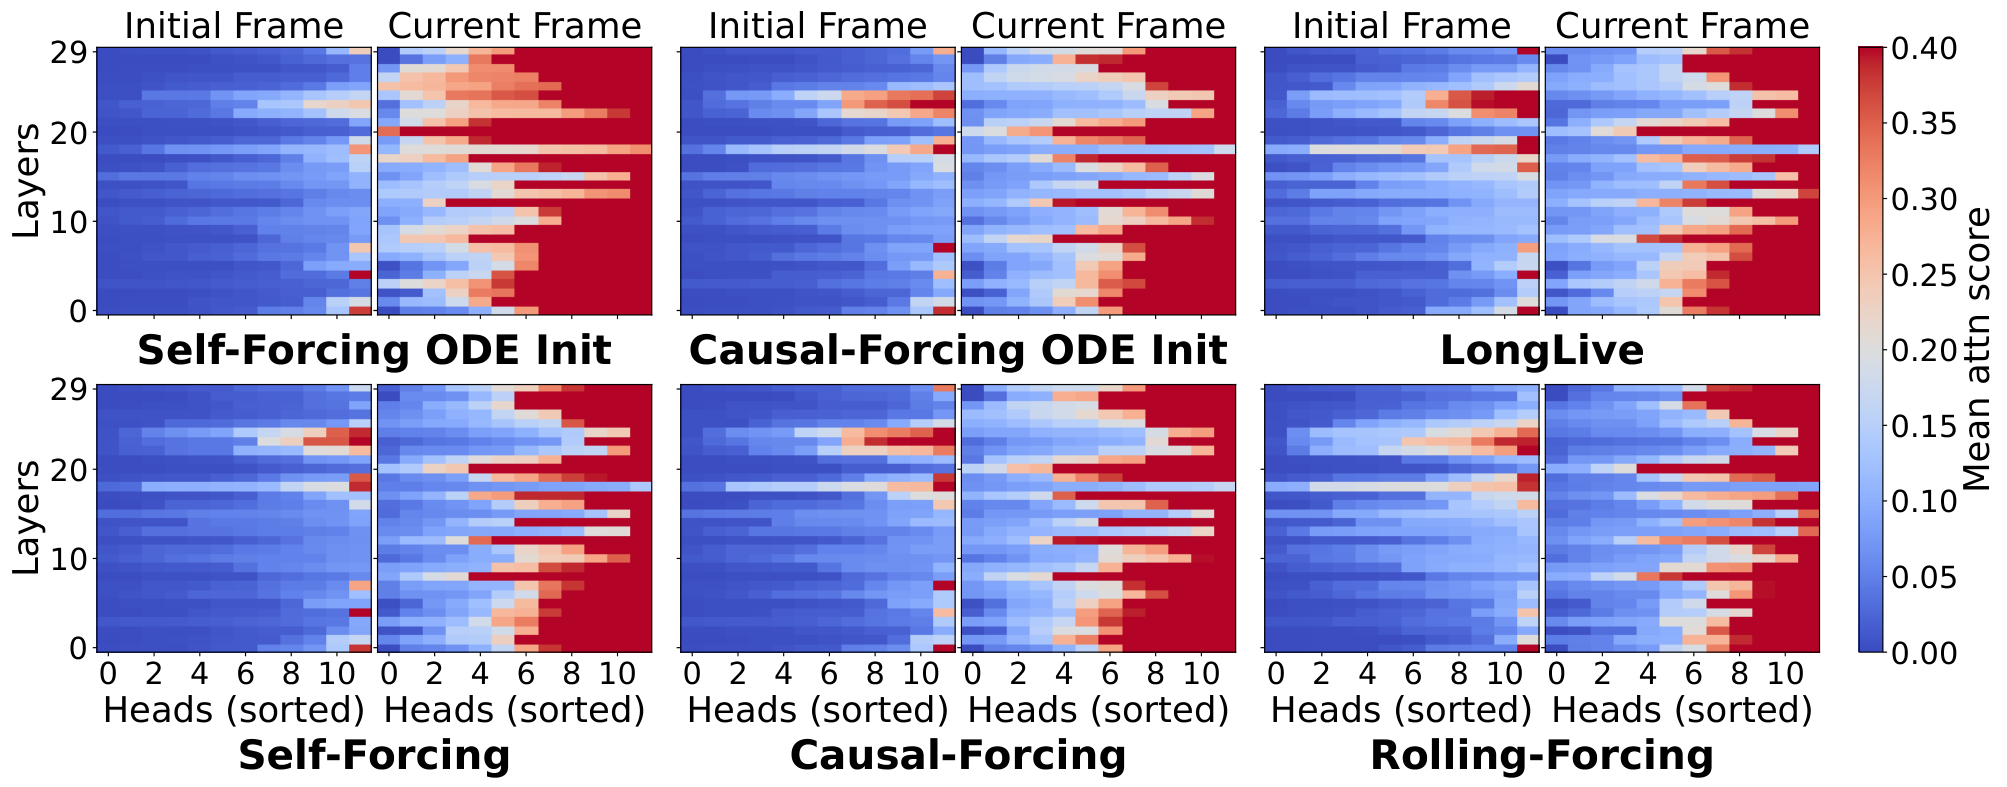 Initial Frame Current Frame Initial Frame Current Frame Initial Frame Current Frame
29
20
10
0
Layers
Self-Forcing ODE Init
Causal-Forcing ODE Init
LongLive
29
20
10
0
Layers
0 2 4 6 8 10 0 2 4 6 8 10 0 2 4 6 8 10 0 2 4 6 8 10 0 2 4 6 8 10 0 2 4 6 8 10
Heads (sorted) Heads (sorted) Heads (sorted) Heads (sorted) Heads (sorted) Heads (sorted)
Self-Forcing
Causal-Forcing
Rolling-Forcing
0.40
0.35
0.30
0.25
0.20
0.15
0.10
0.05
0.00
Mean attn score